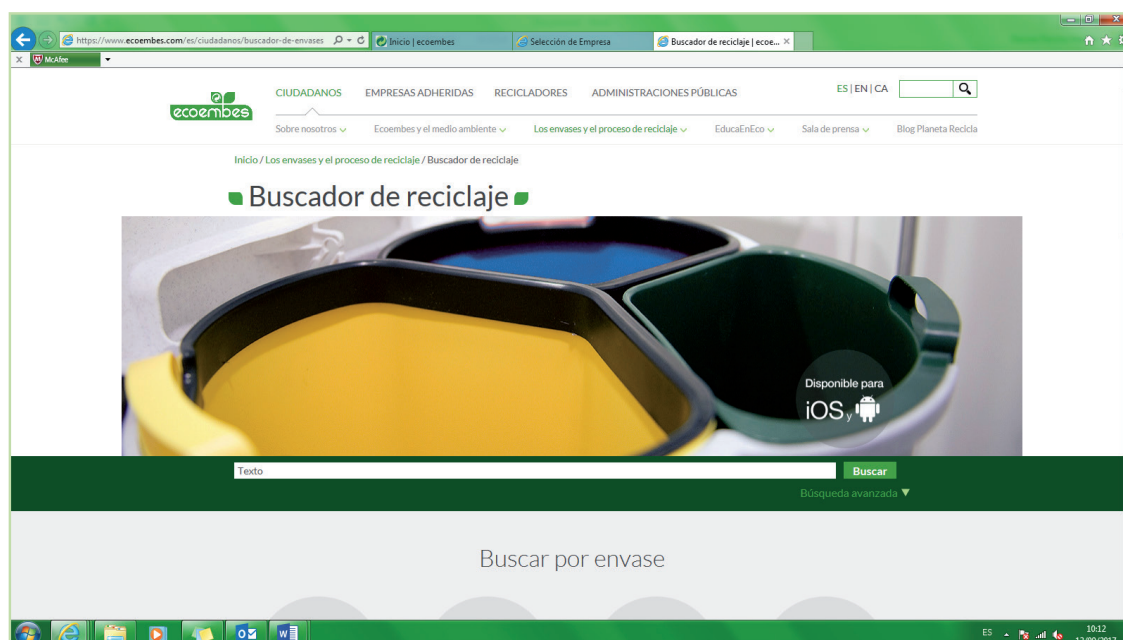 https://www.ecoembes.com/es/ciudadanos/buscador-de-envases
Inicio | ecoembes
Selección de Empresa
Buscador de reciclaje | ecoe...
X McAfee
ecoembes
CIUDADANOS EMPRESAS ADHERIDAS RECICLADORES ADMINISTRACIONES PÚBLICAS ES | EN | CA
Sobre nosotros Ecoembes y el medio ambiente Los envases y el proceso de reciclaje EducaEnEco Sala de prensa Blog Planeta Recicla
Inicio / Los envases y el proceso de reciclaje / Buscador de reciclaje
Buscador de reciclaje
Disponible para
iOS y
Texto Buscar
Búsqueda avanzada ▼
Buscar por envase
ES 10:12